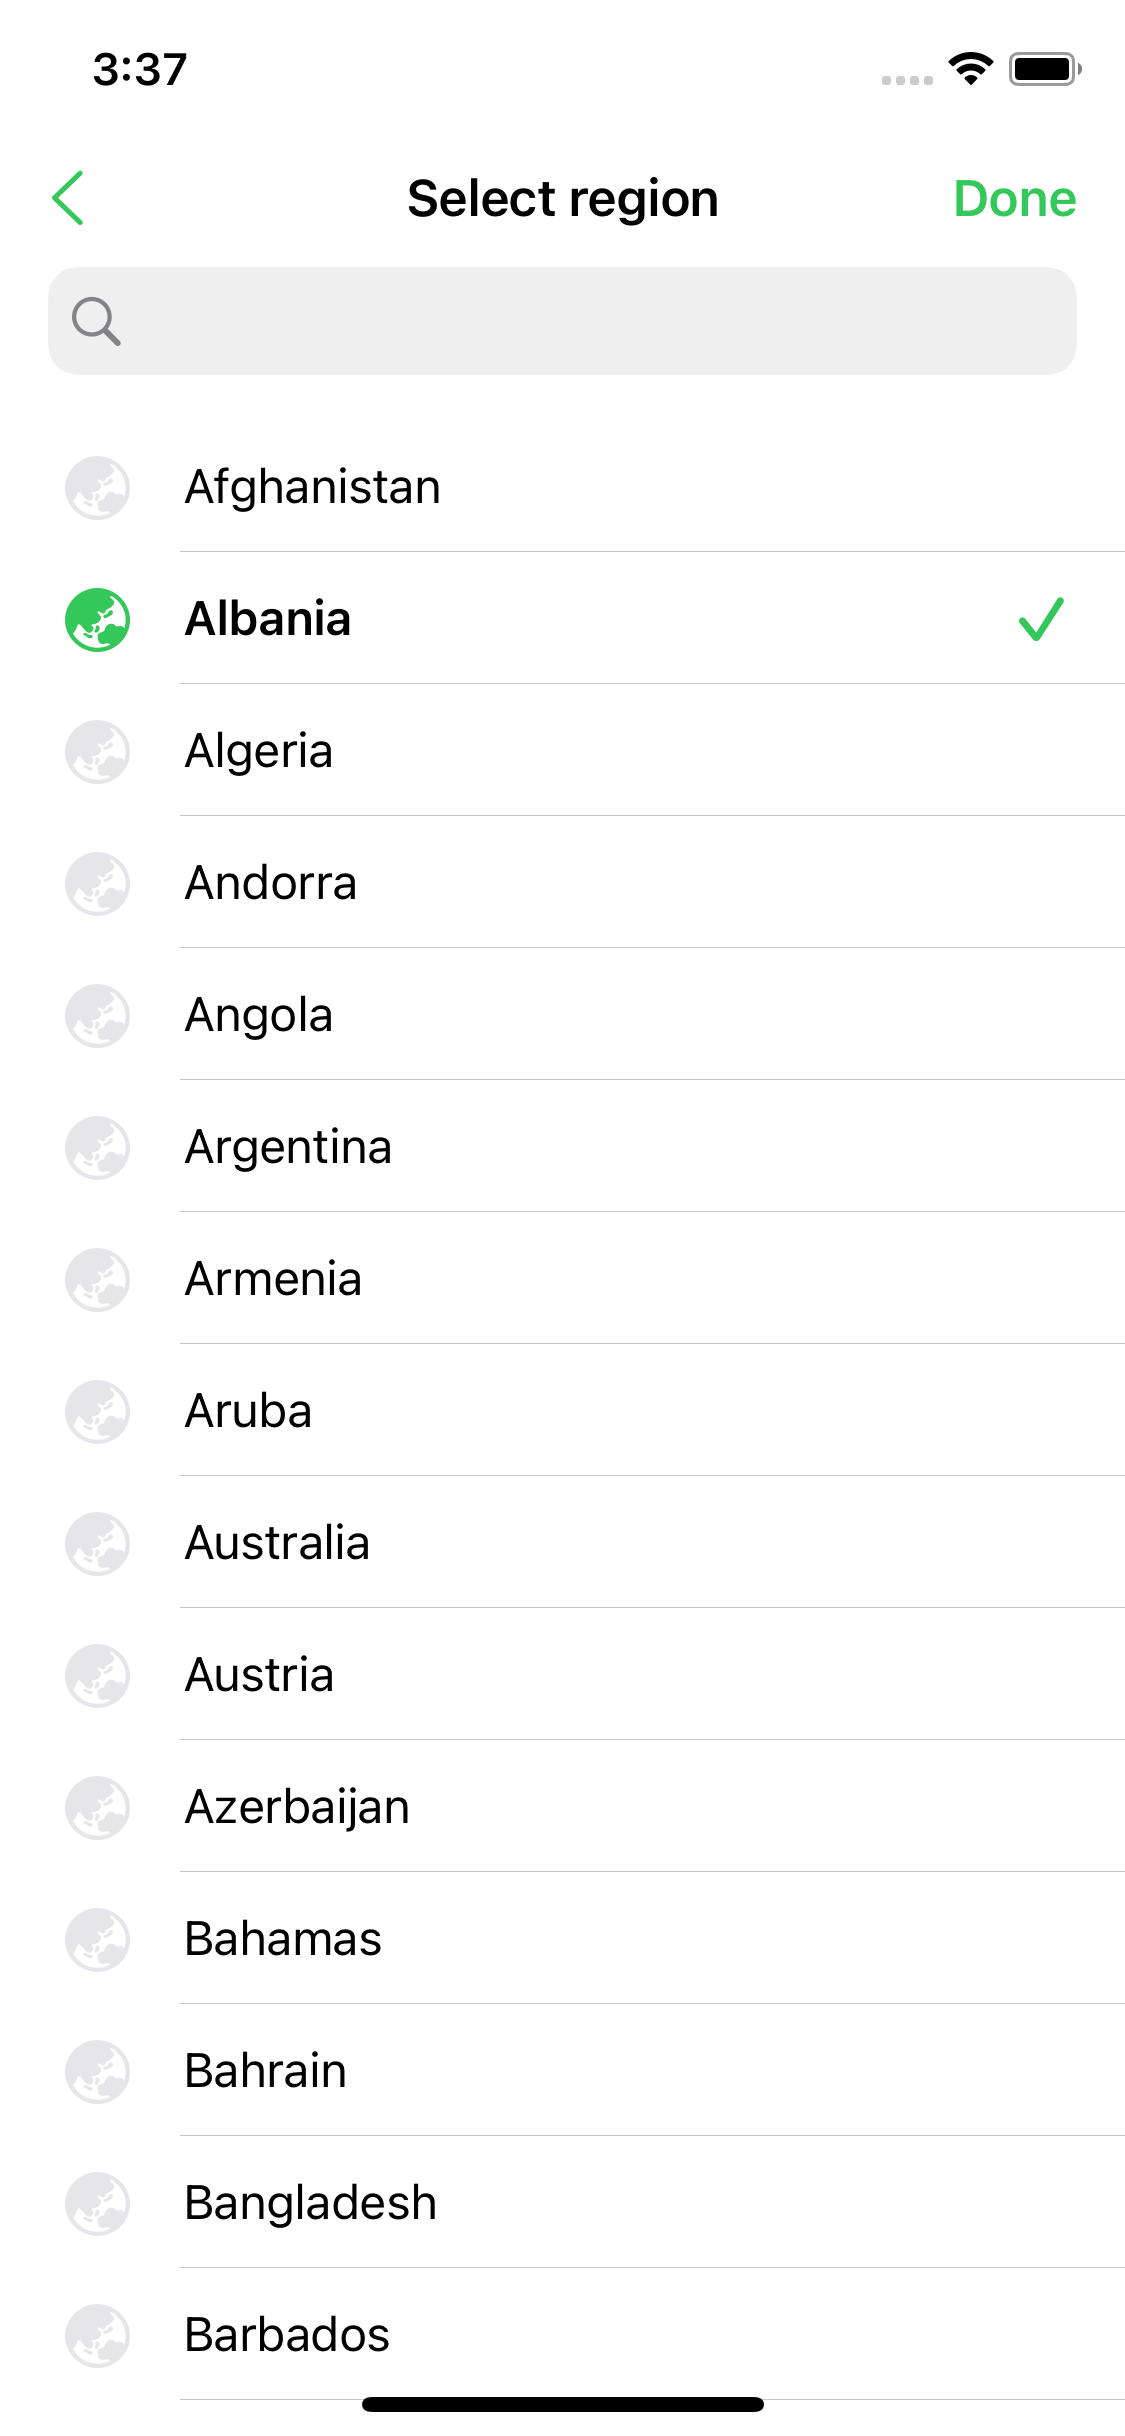 3:37
Select region
Done
Afghanistan
Albania
Algeria
Andorra
Angola
Argentina
Armenia
Aruba
Australia
Austria
Azerbaijan
Bahamas
Bahrain
Bangladesh
Barbados